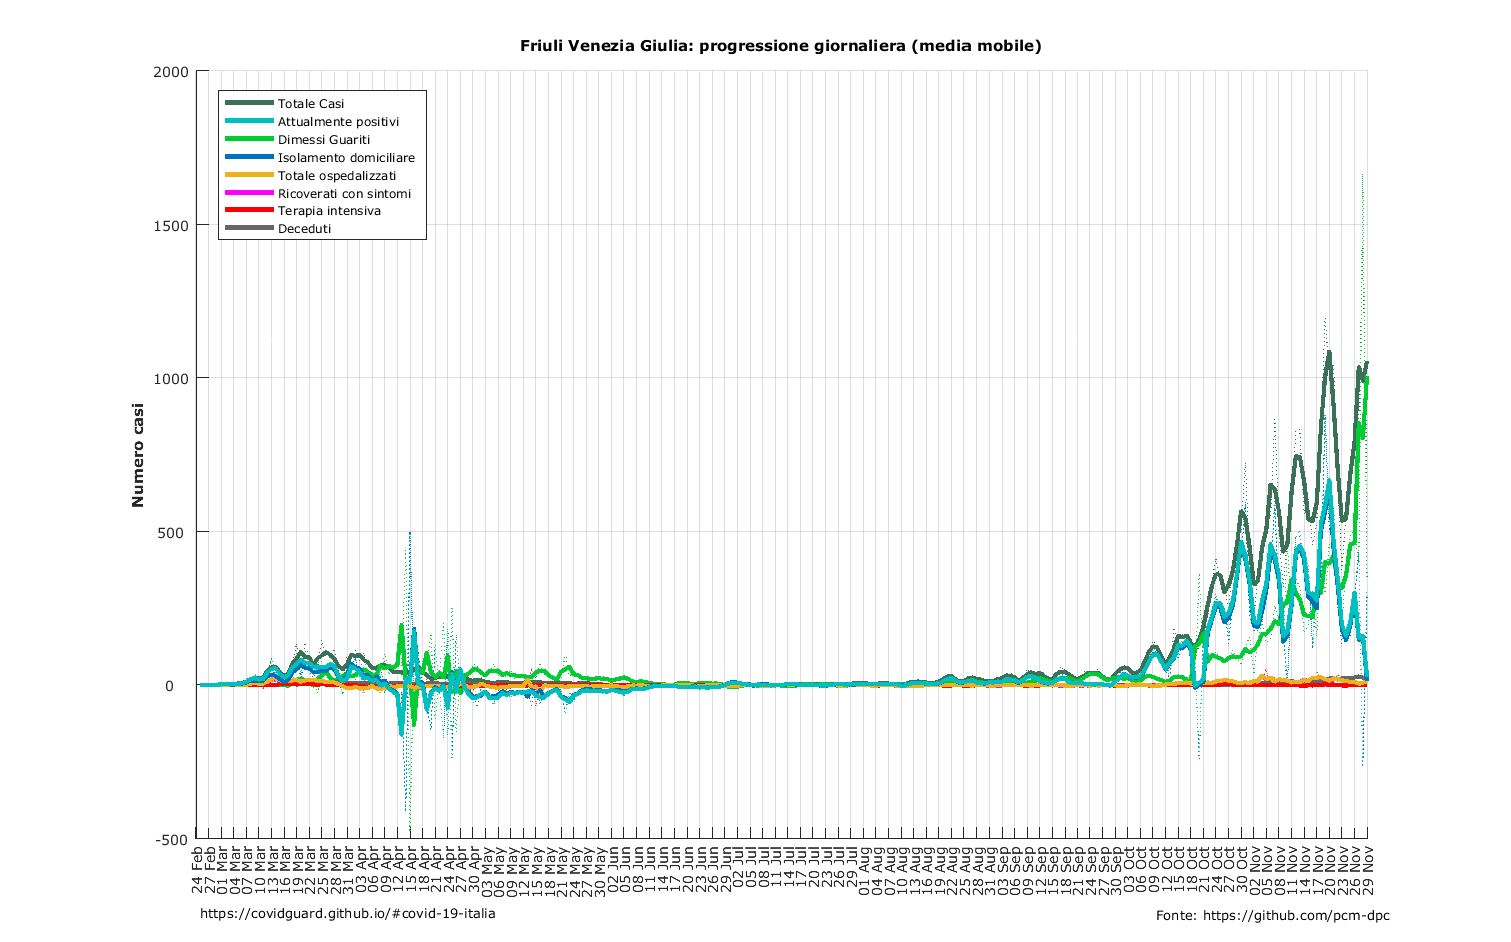 Friuli Venezia Giulia: progressione giornaliera (media mobile)
2000
1500
1000
500
0
-500
Numero casi
Totale Casi
Attualmente positivi
Dimessi Guariti
Isolamento domiciliare
Totale ospedalizzati
Ricoverati con sintomi
Terapia intensiva
Deceduti
24 Feb
27 Feb
01 Mar
04 Mar
07 Mar
10 Mar
13 Mar
16 Mar
19 Mar
22 Mar
25 Mar
28 Mar
31 Mar
03 Apr
06 Apr
09 Apr
12 Apr
15 Apr
18 Apr
21 Apr
24 Apr
27 Apr
30 Apr
03 May
06 May
09 May
12 May
15 May
18 May
21 May
24 May
27 May
30 May
02 Jun
05 Jun
08 Jun
11 Jun
14 Jun
17 Jun
20 Jun
23 Jun
26 Jun
29 Jun
02 Jul
05 Jul
08 Jul
11 Jul
14 Jul
17 Jul
20 Jul
23 Jul
26 Jul
29 Jul
01 Aug
04 Aug
07 Aug
10 Aug
13 Aug
16 Aug
19 Aug
22 Aug
25 Aug
28 Aug
31 Aug
03 Sep
06 Sep
09 Sep
12 Sep
15 Sep
18 Sep
21 Sep
24 Sep
27 Sep
30 Sep
03 Oct
06 Oct
09 Oct
12 Oct
15 Oct
18 Oct
21 Oct
24 Oct
27 Oct
30 Oct
02 Nov
05 Nov
08 Nov
11 Nov
14 Nov
17 Nov
20 Nov
23 Nov
26 Nov
29 Nov
https://covidguard.github.io/#covid-19-italia
Fonte: https://github.com/pcm-dpc